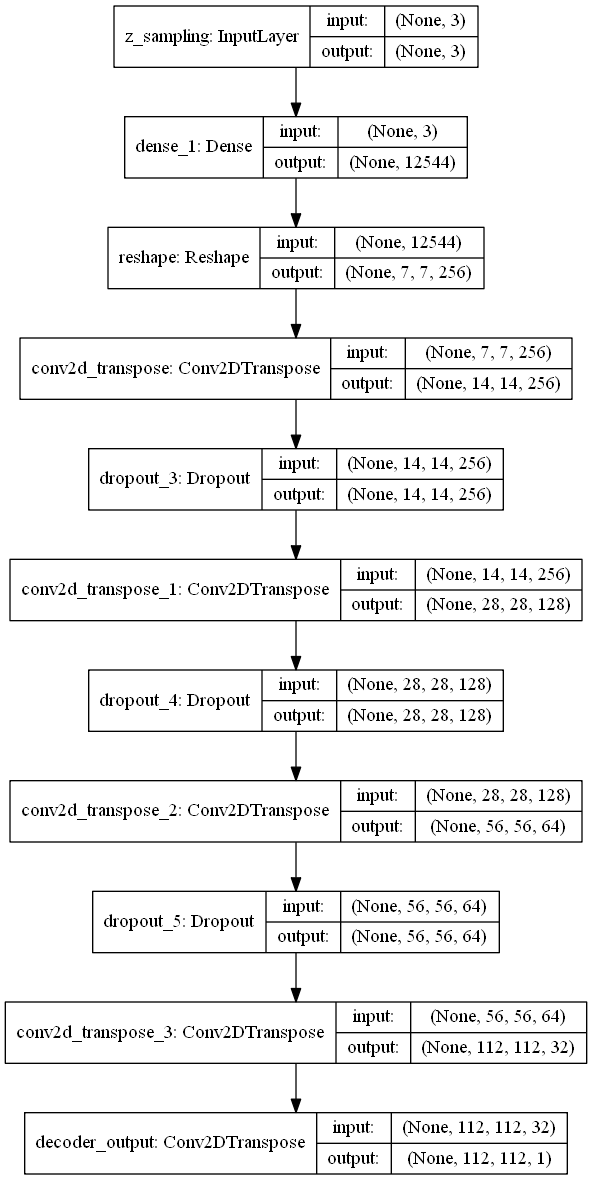 z_sampling: InputLayer
input: (None, 3)
output: (None, 3)
dense_1: Dense
input: (None, 3)
output: (None, 12544)
reshape: Reshape
input: (None, 12544)
output: (None, 7, 7, 256)
conv2d_transpose: Conv2DTranspose
input: (None, 7, 7, 256)
output: (None, 14, 14, 256)
dropout_3: Dropout
input: (None, 14, 14, 256)
output: (None, 14, 14, 256)
conv2d_transpose_1: Conv2DTranspose
input: (None, 14, 14, 256)
output: (None, 28, 28, 128)
dropout_4: Dropout
input: (None, 28, 28, 128)
output: (None, 28, 28, 128)
conv2d_transpose_2: Conv2DTranspose
input: (None, 28, 28, 128)
output: (None, 56, 56, 64)
dropout_5: Dropout
input: (None, 56, 56, 64)
output: (None, 56, 56, 64)
conv2d_transpose_3: Conv2DTranspose
input: (None, 56, 56, 64)
output: (None, 112, 112, 32)
decoder_output: Conv2DTranspose
input: (None, 112, 112, 32)
output: (None, 112, 112, 1)